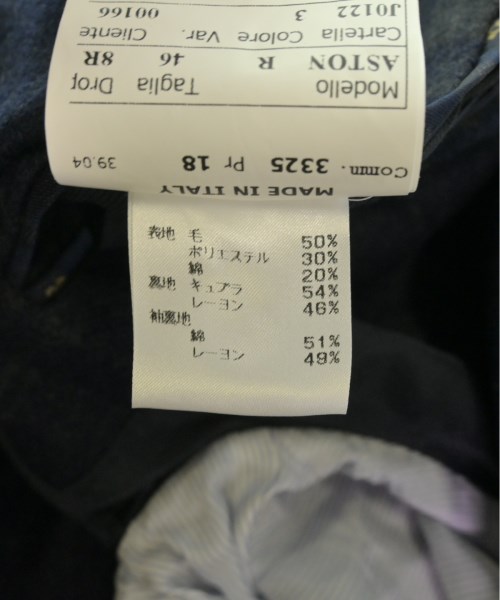 MADE IN ITALY
Comm. 3325 Pr 18 39.04
Modello Taglia Drop
ASTON R 46 8R
Cartella Colore Var. Cliente
J0122 3 00166
表地 毛 50%
ポリエステル 30%
綿 20%
裏地 キュプラ 54%
レーヨン 46%
袖裏地
綿 51%
レーヨン 49%